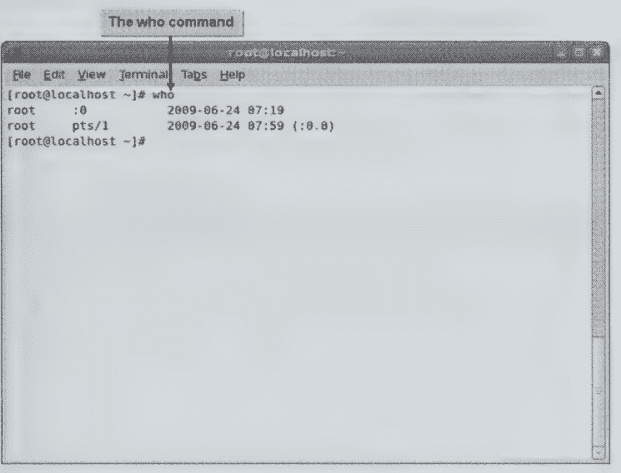 The who command
root@localhost:~
File Edit View Terminal Tabs Help
[root@localhost ~]# who
root :0 2009-06-24 07:19
root pts/1 2009-06-24 07:59 (:0.0)
[root@localhost ~]#